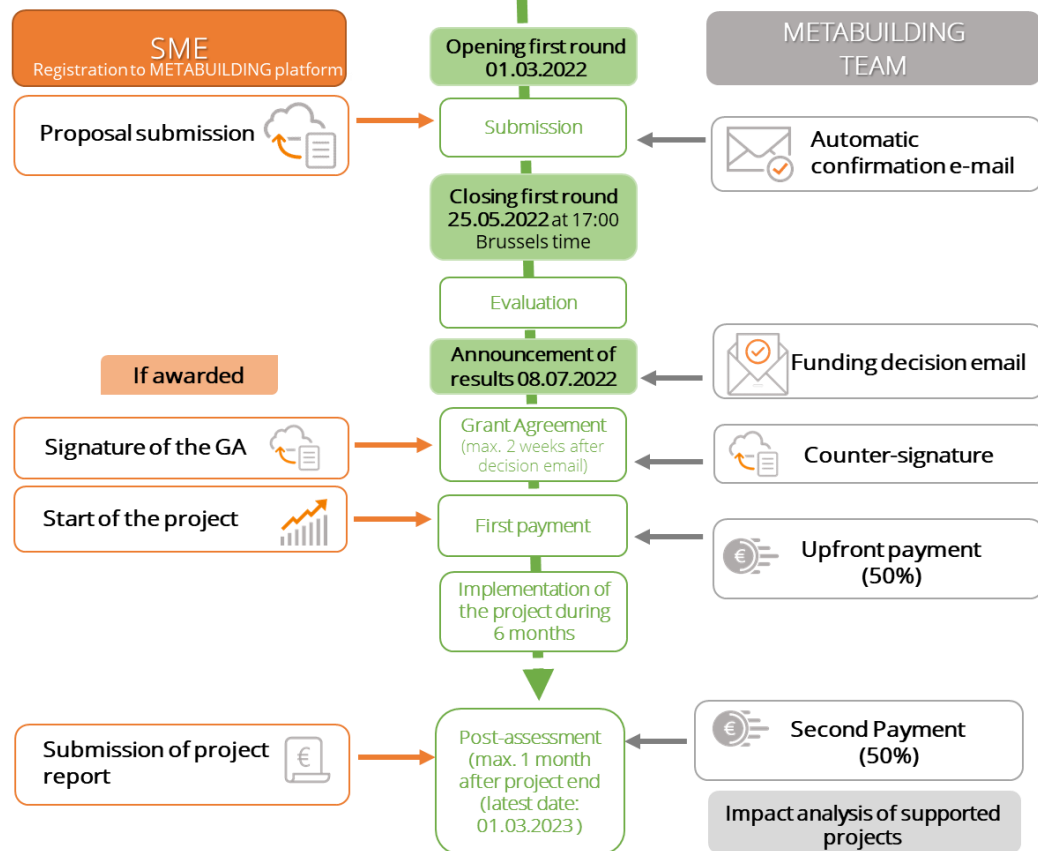 SME
Registration to METABUILDING platform
Opening first round
01.03.2022
METABUILDING
TEAM
Proposal submission
Submission
Automatic
confirmation e-mail
Closing first round
25.05.2022 at 17:00
Brussels time
Evaluation
If awarded
Announcement of
results 08.07.2022
Funding decision email
Signature of the GA
Grant Agreement
(max. 2 weeks after
decision email)
Counter-signature
Start of the project
First payment
€
Upfront payment
(50%)
Implementation of
the project during
6 months
Submission of project
report
€
Post-assessment
(max. 1 month
after project end
(latest date:
01.03.2023 )
€
Second Payment
(50%)
Impact analysis of supported
projects